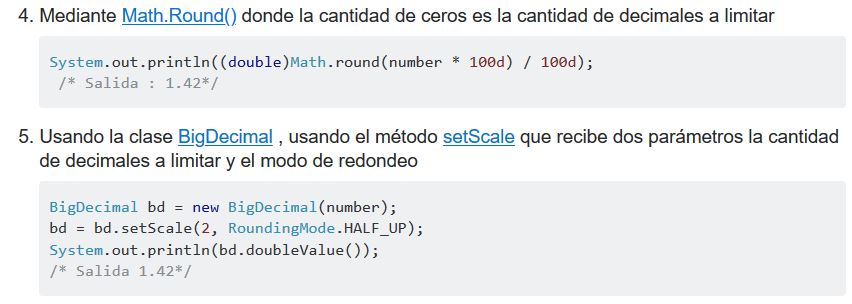 4. Mediante Math.Round() donde la cantidad de ceros es la cantidad de decimales a limitar
System.out.println((double)Math.round(number * 100d) / 100d);
/* Salida : 1.42*/
5. Usando la clase BigDecimal , usando el método setScale que recibe dos parámetros la cantidad
de decimales a limitar y el modo de redondeo
BigDecimal bd = new BigDecimal(number);
bd = bd.setScale(2, RoundingMode.HALF_UP);
System.out.println(bd.doubleValue());
/* Salida 1.42*/